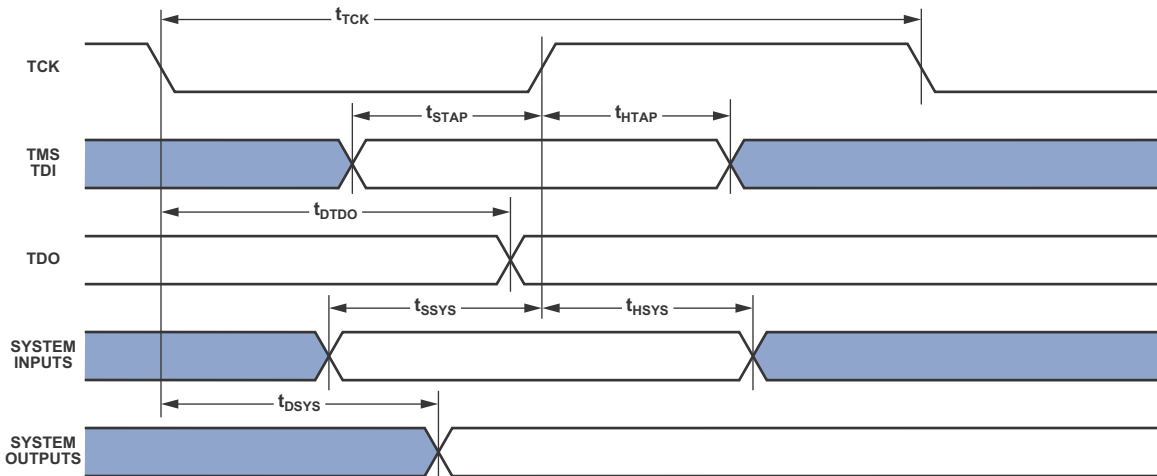 tTCK
TCK
tSTAP
tHTAP
TMS
TDI
tDTDO
TDO
tSSYS
tHSYS
SYSTEM
INPUTS
tDSYS
SYSTEM
OUTPUTS